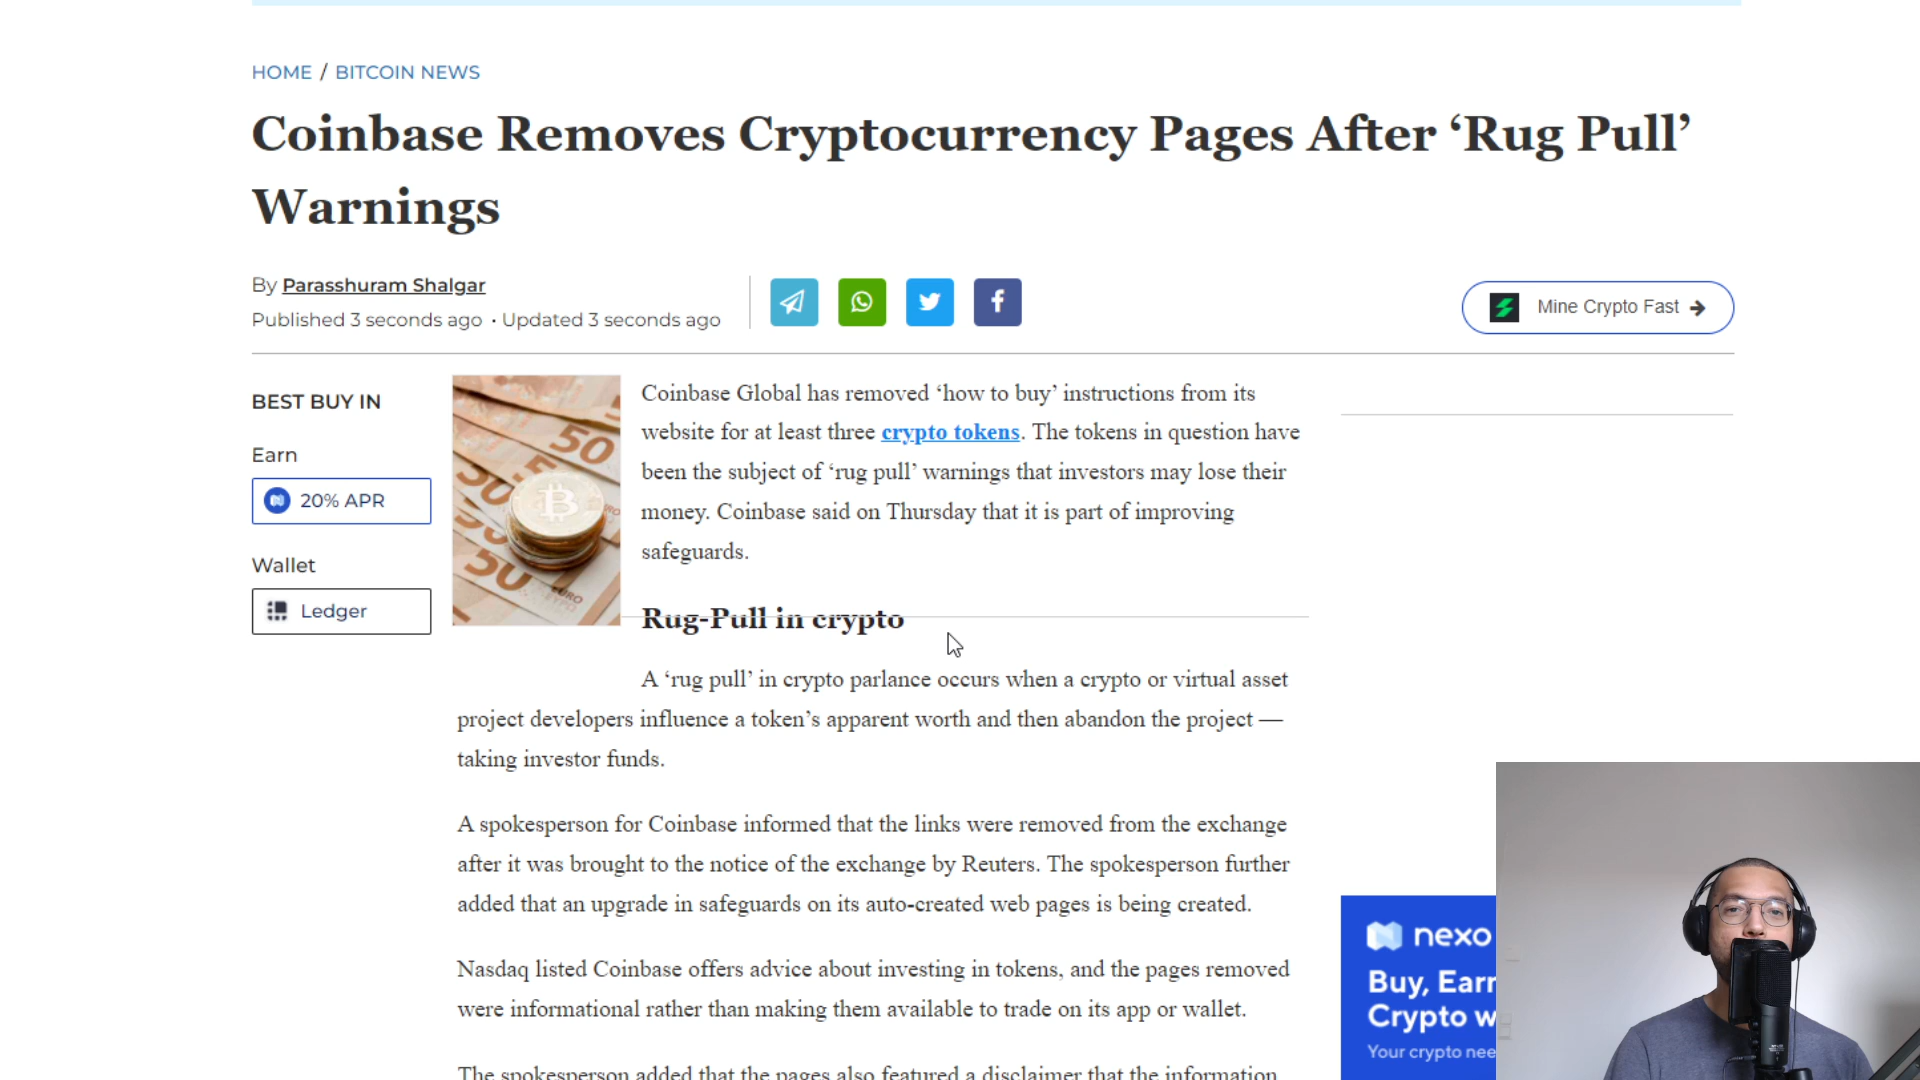 HOME / BITCOIN NEWS
Coinbase Removes Cryptocurrency Pages After ‘Rug Pull’
Warnings
By Parasshuram Shalgar
Published 3 seconds ago · Updated 3 seconds ago
Mine Crypto Fast →
BEST BUY IN
Earn
20% APR
Wallet
Ledger
50
50
50
EURO
Coinbase Global has removed ‘how to buy’ instructions from its
website for at least three crypto tokens. The tokens in question have
been the subject of ‘rug pull’ warnings that investors may lose their
money. Coinbase said on Thursday that it is part of improving
safeguards.
Rug-Pull in crypto
A ‘rug pull’ in crypto parlance occurs when a crypto or virtual asset
project developers influence a token’s apparent worth and then abandon the project —
taking investor funds.
A spokesperson for Coinbase informed that the links were removed from the exchange
after it was brought to the notice of the exchange by Reuters. The spokesperson further
added that an upgrade in safeguards on its auto-created web pages is being created.
Nasdaq listed Coinbase offers advice about investing in tokens, and the pages removed
were informational rather than making them available to trade on its app or wallet.
The spokesperson added that the pages also featured a disclaimer that the information
nexo
Buy, Earn
Crypto w
Your crypto nee